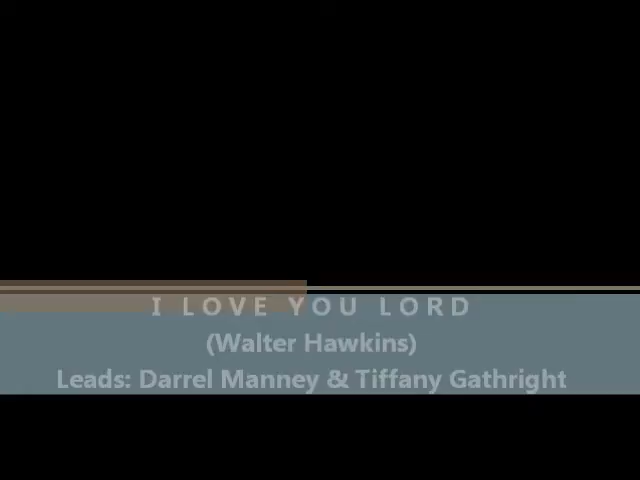 I LOVE YOU LORD
(Walter Hawkins)
Leads: Darrel Manney & Tiffany Gathright